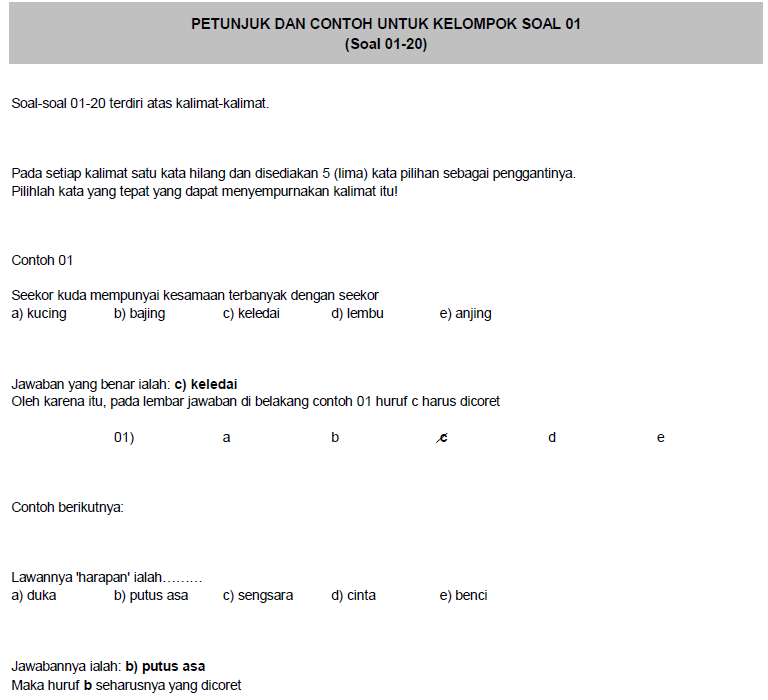 PETUNJUK DAN CONTOH UNTUK KELOMPOK SOAL 01
(Soal 01-20)
Soal-soal 01-20 terdiri atas kalimat-kalimat.
Pada setiap kalimat satu kata hilang dan disediakan 5 (lima) kata pilihan sebagai penggantinya.
Pilihlah kata yang tepat yang dapat menyempurnakan kalimat itu!
Contoh 01
Seekor kuda mempunyai kesamaan terbanyak dengan seekor
a) kucing b) bajing c) keledai d) lembu e) anjing
Jawaban yang benar ialah: c) keledai
Oleh karena itu, pada lembar jawaban di belakang contoh 01 huruf c harus dicoret
01) a b c d e
Contoh berikutnya:
Lawannya 'harapan' ialah………
a) duka b) putus asa c) sengsara d) cinta e) benci
Jawabannya ialah: b) putus asa
Maka huruf b seharusnya yang dicoret